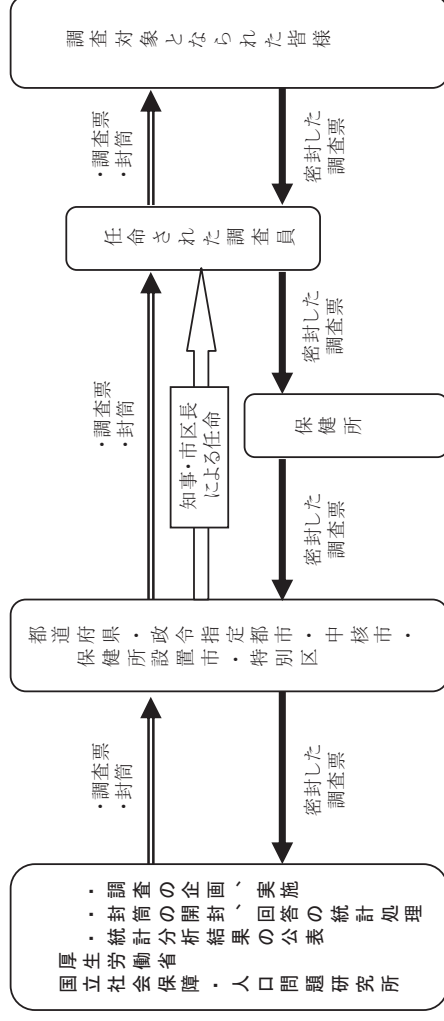 ・調査の企画、実施
・封筒の開封、回答の統計処理
・統計分析結果の公表
厚生労働省
国立社会保障・人口問題研究所
・調査票
・封筒
密封した
調査票
都道府県・政令指定都市・中核市・
保健所設置市・特別区
・調査票
・封筒
知事・市区長
による任命
密封した
調査票
保健所
密封した
調査票
任命された調査員
・調査票
・封筒
密封した
調査票
調査対象となられた皆様